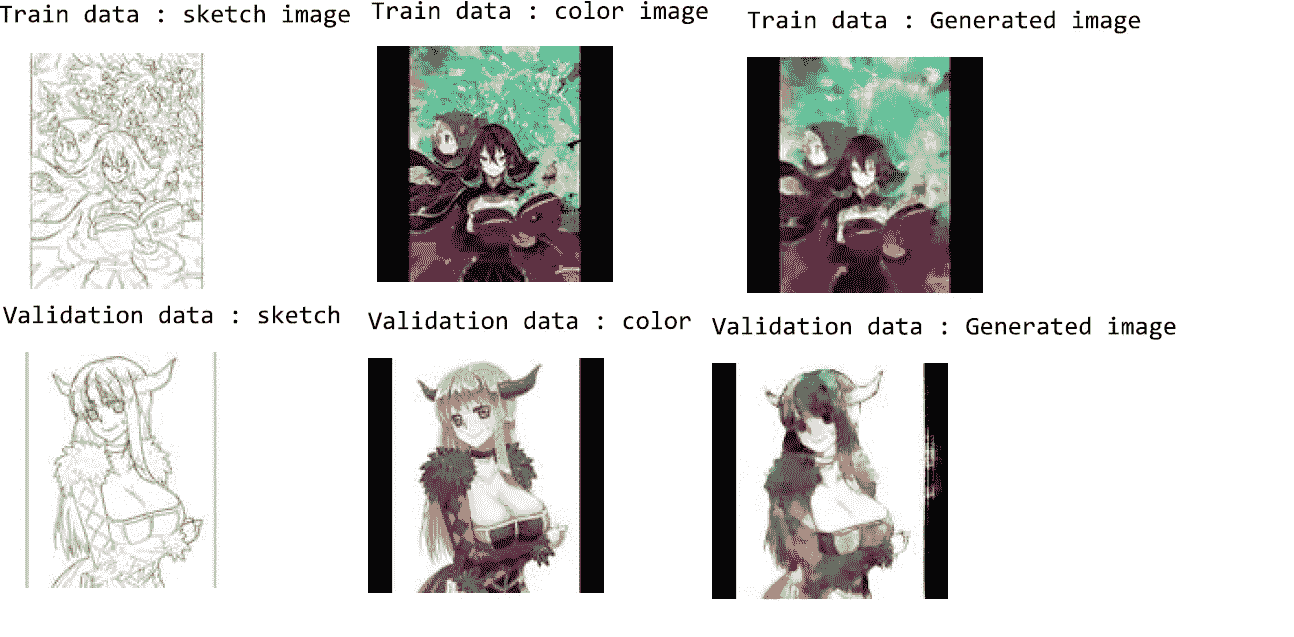 Train data : sketch image
Train data : color image
Train data : Generated image
Validation data : sketch
Validation data : color
Validation data : Generated image